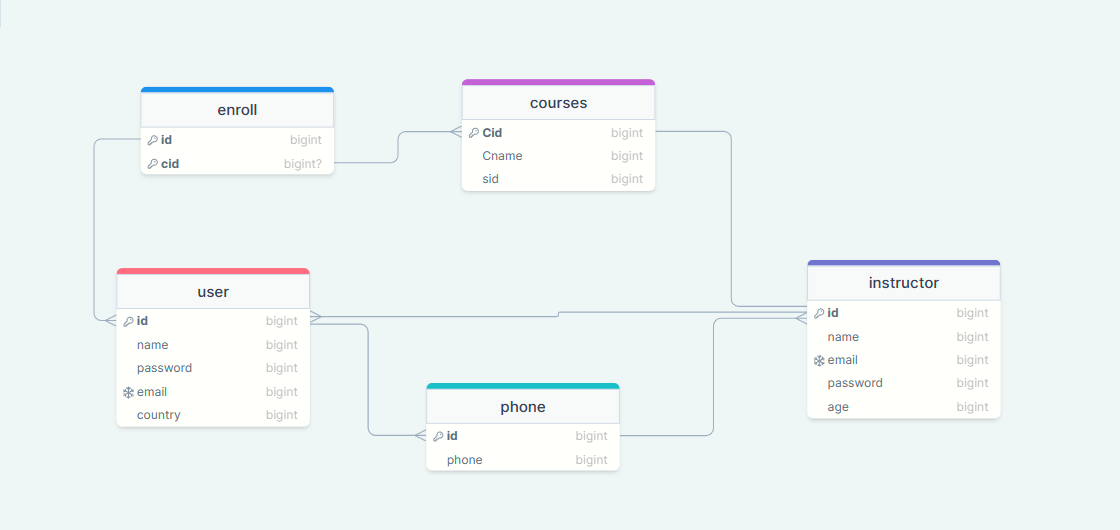 enroll
id bigint
cid bigint?
courses
Cid bigint
Cname bigint
sid bigint
user
id bigint
name bigint
password bigint
email bigint
country bigint
phone
id bigint
phone bigint
instructor
id bigint
name bigint
email bigint
password bigint
age bigint